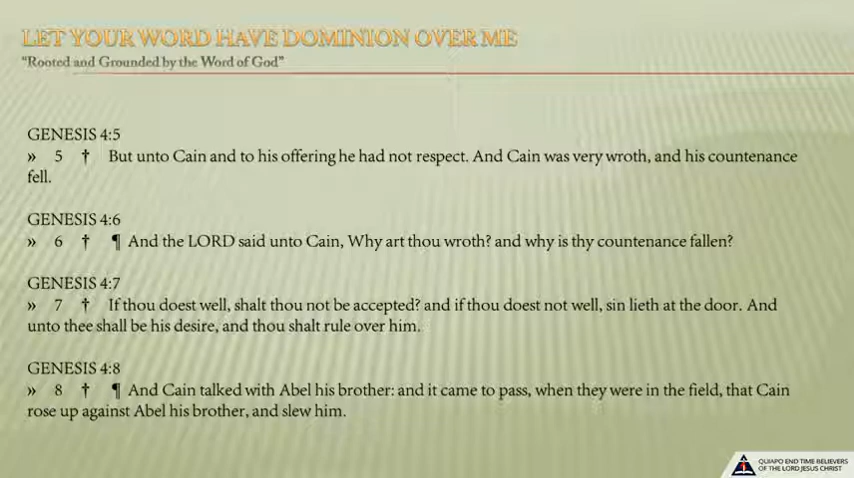 LET YOUR WORD HAVE DOMINION OVER ME
"Rooted and Grounded by the Word of God"
GENESIS 4:5
» 5 † But unto Cain and to his offering he had not respect. And Cain was very wroth, and his countenance
fell.
GENESIS 4:6
» 6 † ¶ And the LORD said unto Cain, Why art thou wroth? and why is thy countenance fallen?
GENESIS 4:7
» 7 † If thou doest well, shalt thou not be accepted? and if thou doest not well, sin lieth at the door. And
unto thee shall be his desire, and thou shalt rule over him.
GENESIS 4:8
» 8 † ¶ And Cain talked with Abel his brother: and it came to pass, when they were in the field, that Cain
rose up against Abel his brother, and slew him.
QUIAPO END TIME BELIEVERS
OF THE LORD JESUS CHRIST